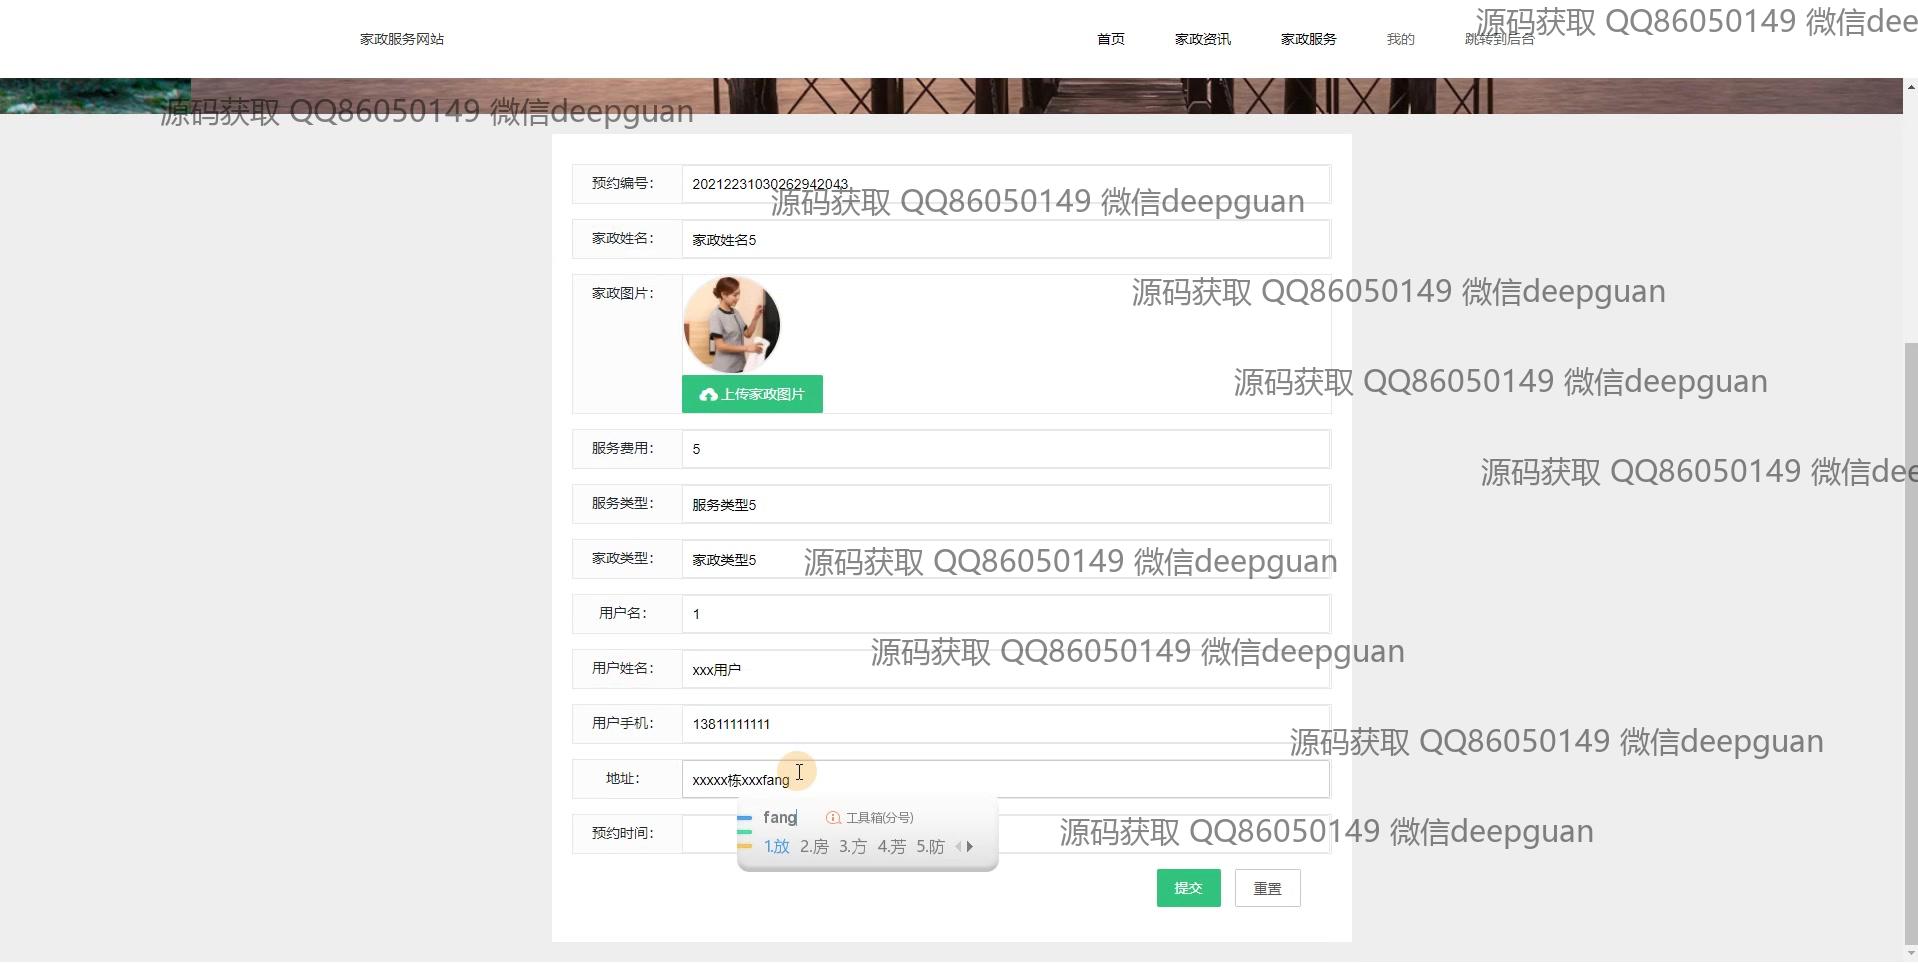 家政服务网站 首页 家政资讯 家政服务 我的 跳转到后台
源码获取 QQ86050149 微信dee
源码获取 QQ86050149 微信deepguan
预约编号： 20212231030262942043
源码获取 QQ86050149 微信deepguan
家政姓名： 家政姓名5
家政图片：
源码获取 QQ86050149 微信deepguan
上传家政图片
源码获取 QQ86050149 微信deepguan
服务费用： 5
源码获取 QQ86050149 微信dee
服务类型： 服务类型5
家政类型： 家政类型5
源码获取 QQ86050149 微信deepguan
用户名： 1
源码获取 QQ86050149 微信deepguan
用户姓名： xxx用户
用户手机： 13811111111
源码获取 QQ86050149 微信deepguan
地址： xxxxx栋xxxfang
fang 工具箱(分号)
预约时间：
源码获取 QQ86050149 微信deepguan
1.放 2.房 3.方 4.芳 5.防
提交 重置